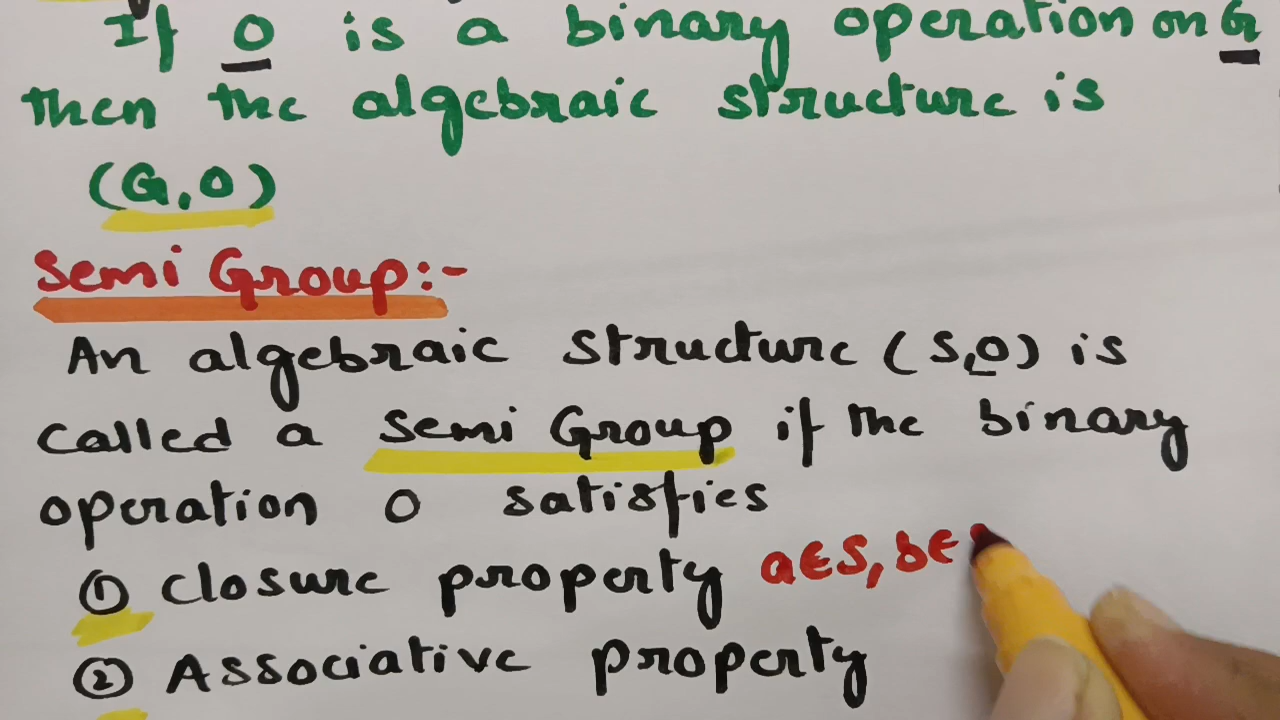 If o is a binary operation on G
then the algebraic structure is
(G,o)
Semi Group:-
An algebraic structure (S,o) is
called a Semi Group if the binary
operation o satisfies
① Closure property a∈S, b∈
② Associative property